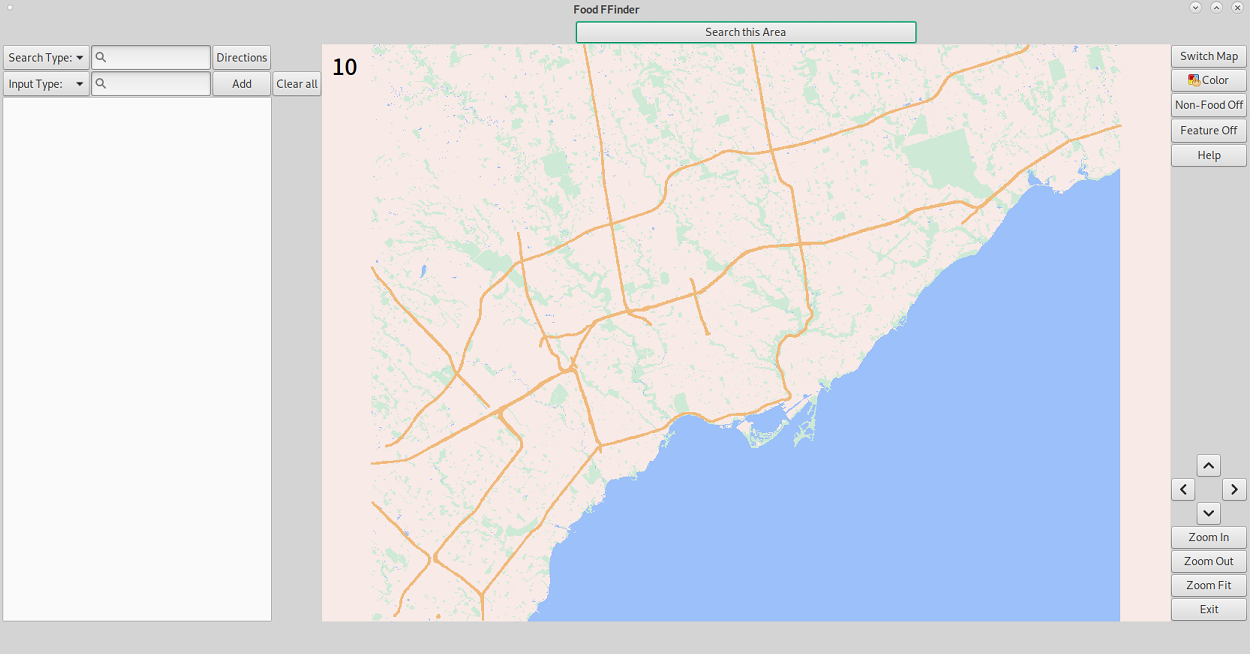 Food FFinder
Search this Area
Search Type:
Directions
Input Type:
Add
Clear all
10
Switch Map
Color
Non-Food Off
Feature Off
Help
Zoom In
Zoom Out
Zoom Fit
Exit